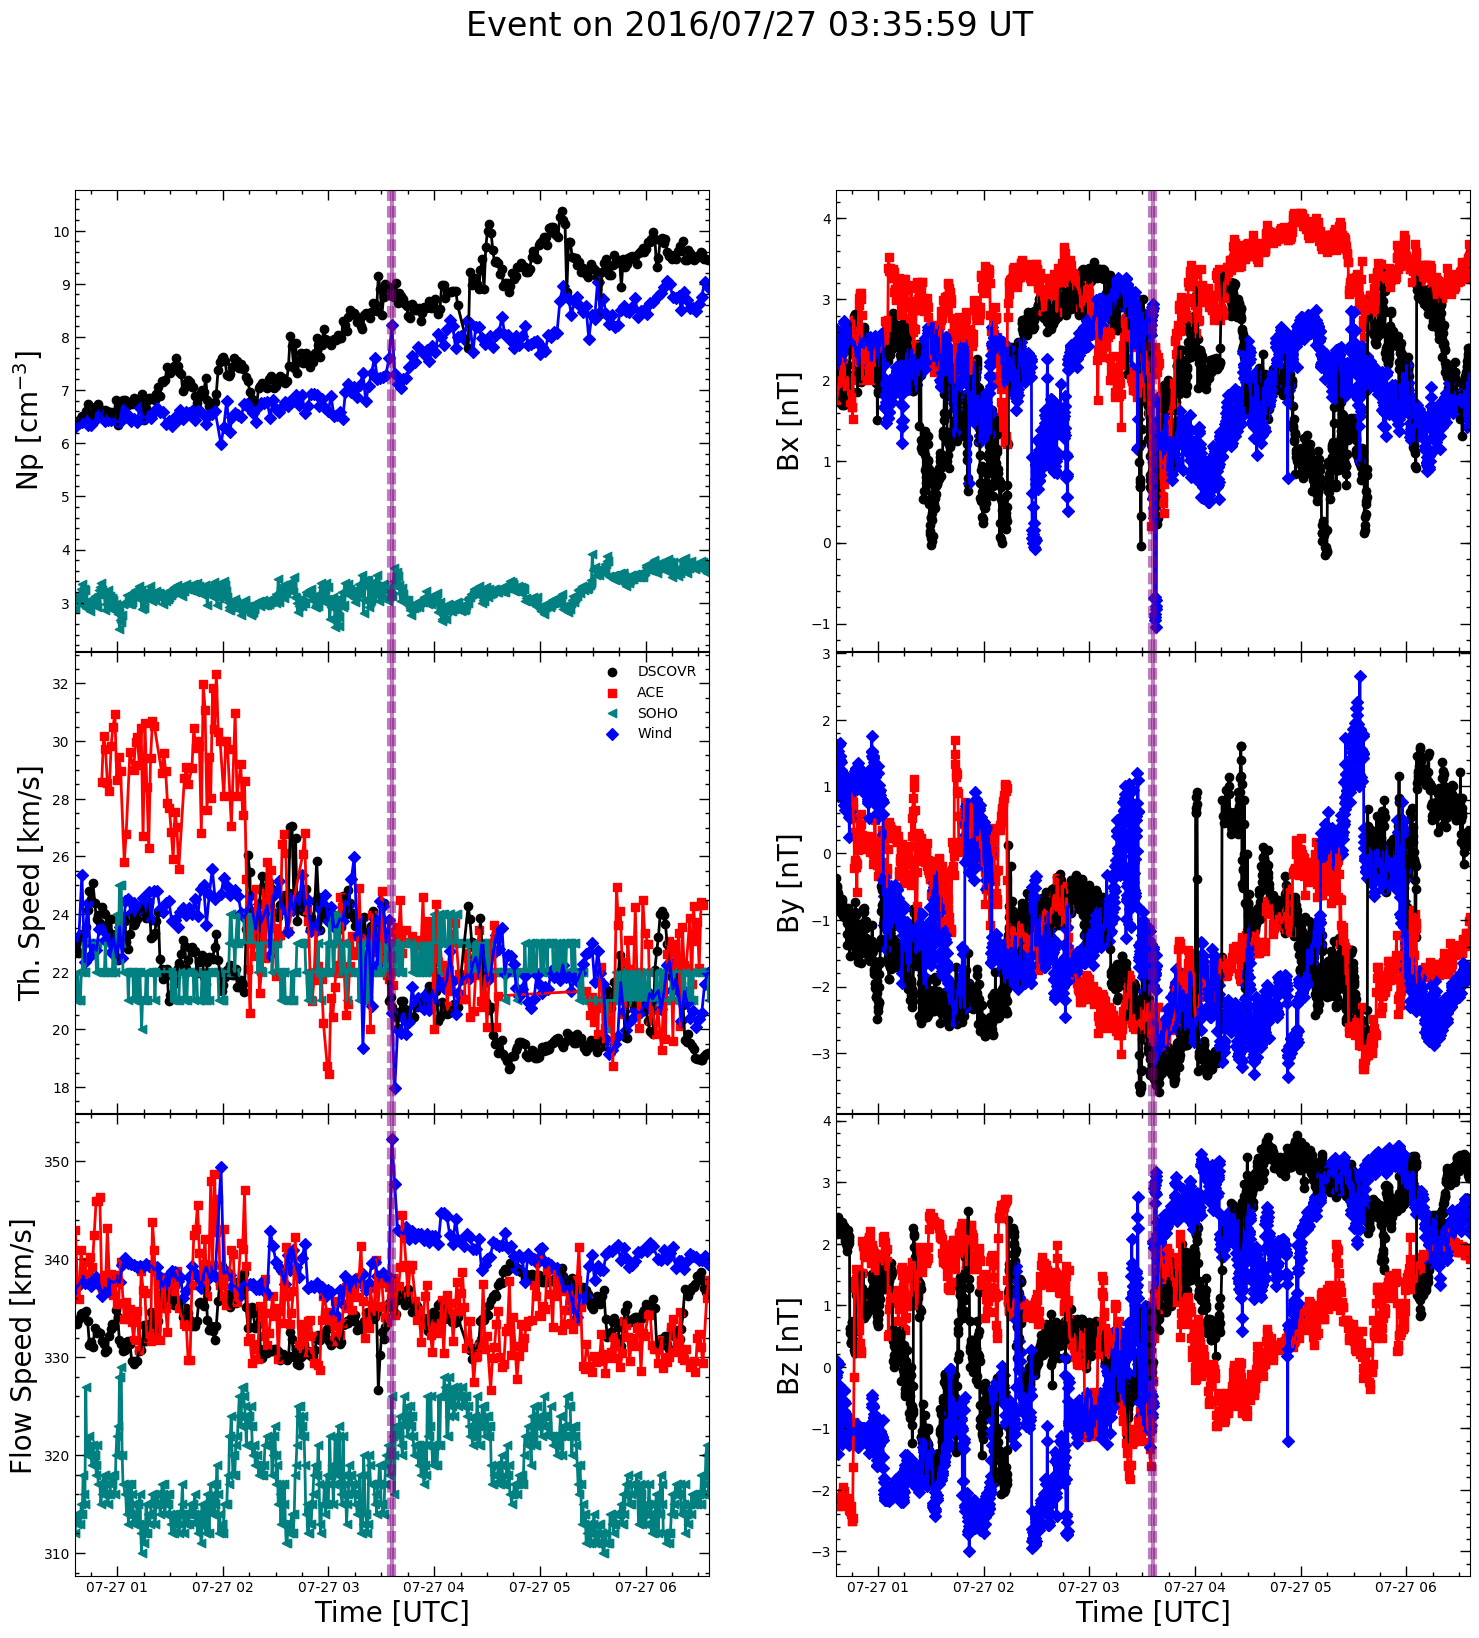 Event on 2016/07/27 03:35:59 UT
Np [cm⁻³]
10
9
8
7
6
5
4
3
Th. Speed [km/s]
32
30
28
26
24
22
20
18
DSCOVR
ACE
SOHO
Wind
Flow Speed [km/s]
350
340
330
320
310
07-27 01 07-27 02 07-27 03 07-27 04 07-27 05 07-27 06
Time [UTC]
Bx [nT]
4
3
2
1
0
−1
By [nT]
3
2
1
0
−1
−2
−3
Bz [nT]
4
3
2
1
0
−1
−2
−3
07-27 01 07-27 02 07-27 03 07-27 04 07-27 05 07-27 06
Time [UTC]